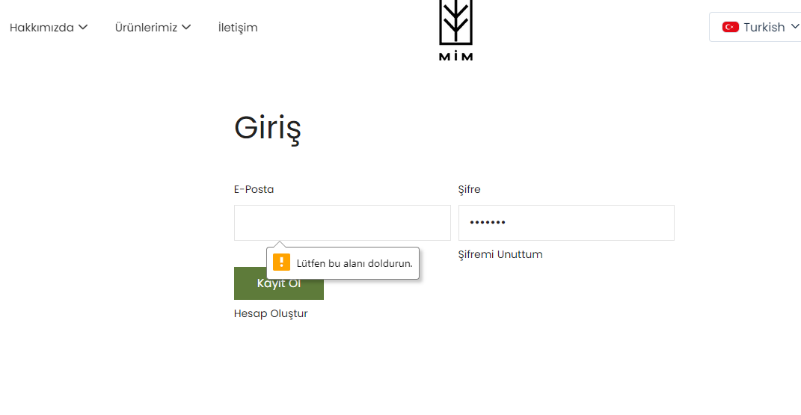 Hakkımızda
Ürünlerimiz
İletişim
MİM
Turkish
Giriş
E-Posta
Şifre
Lütfen bu alanı doldurun.
Şifremi Unuttum
Kayıt Ol
Hesap Oluştur